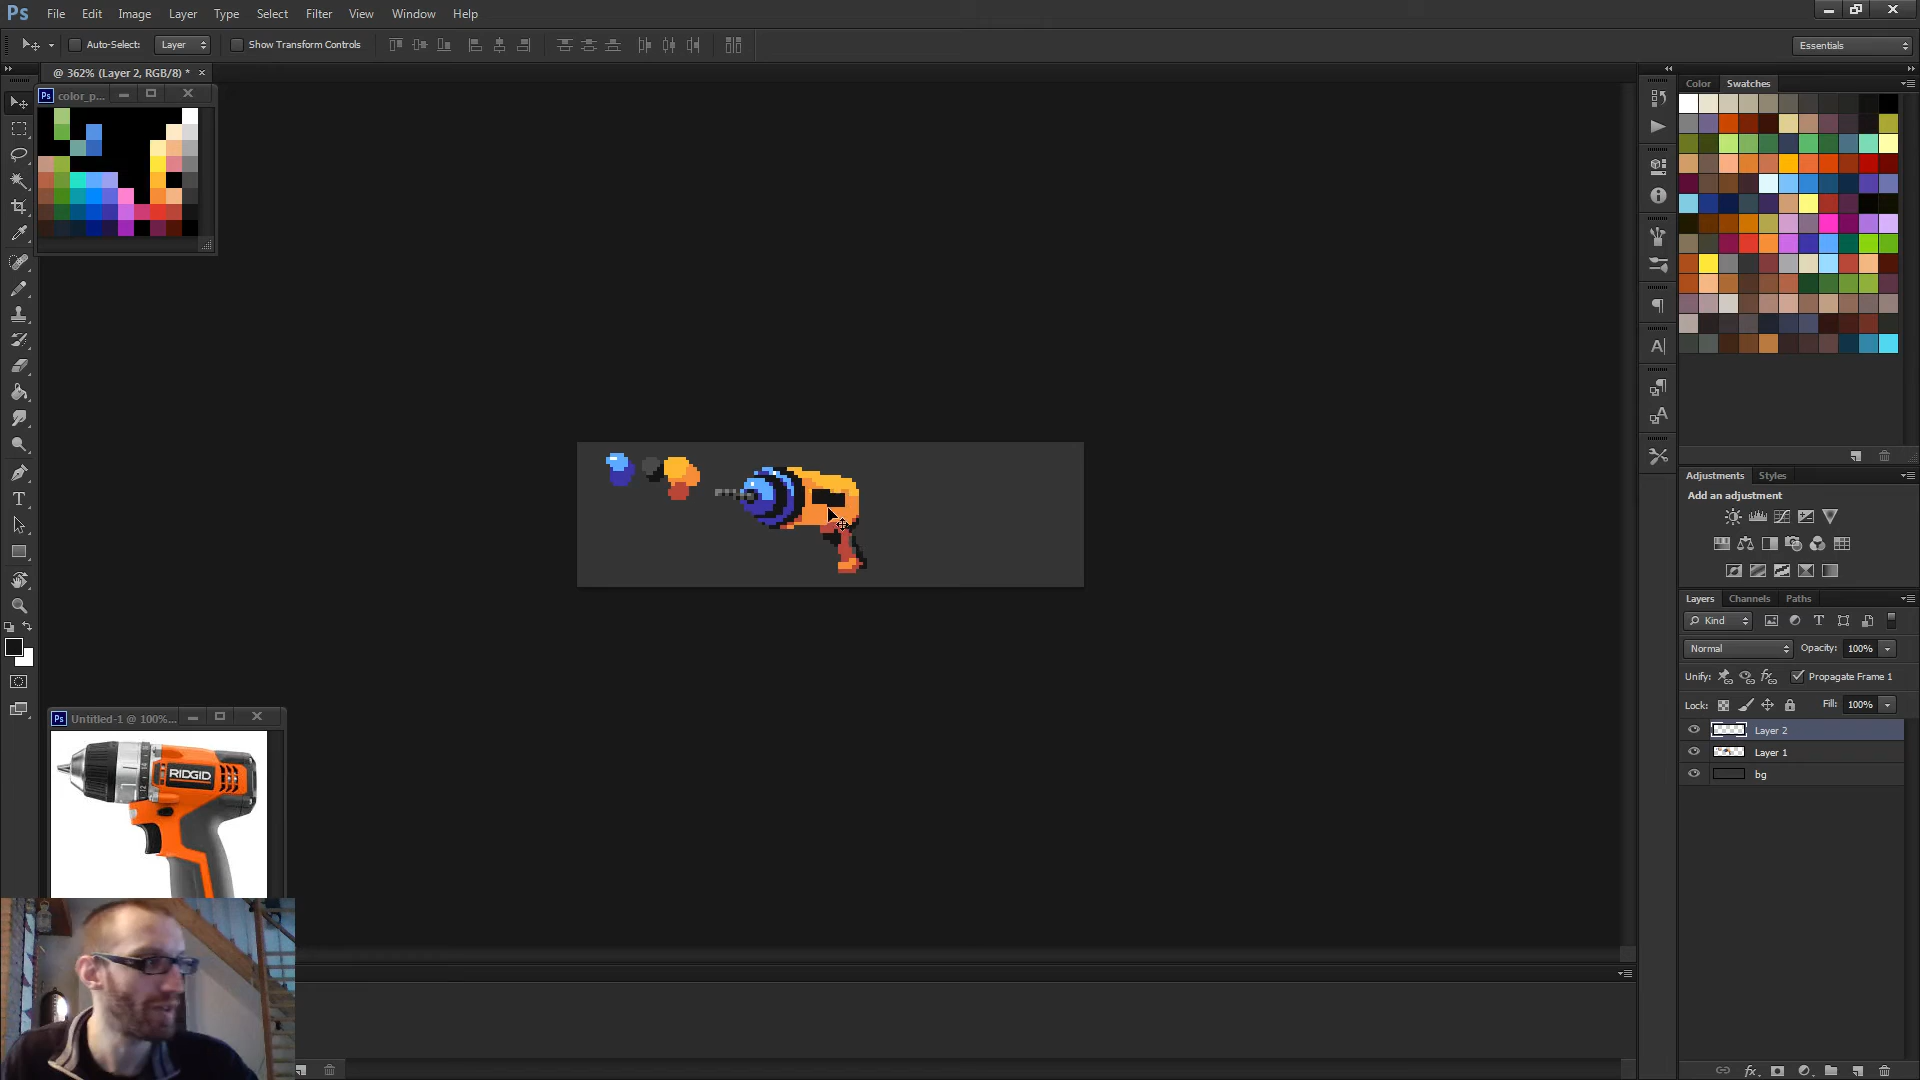 Ps File Edit Image Layer Type Select Filter View Window Help
Auto-Select: Layer Show Transform Controls Essentials
@ 362% (Layer 2, RGB/8) * ×
Ps color_p...
Color Swatches
Adjustments Styles
Add an adjustment
Layers Channels Paths
Kind
Normal Opacity: 100%
Unify: Propagate Frame 1
Lock: Fill: 100%
Layer 2
Layer 1
bg
Ps Untitled-1 @ 100%...
RIDGID